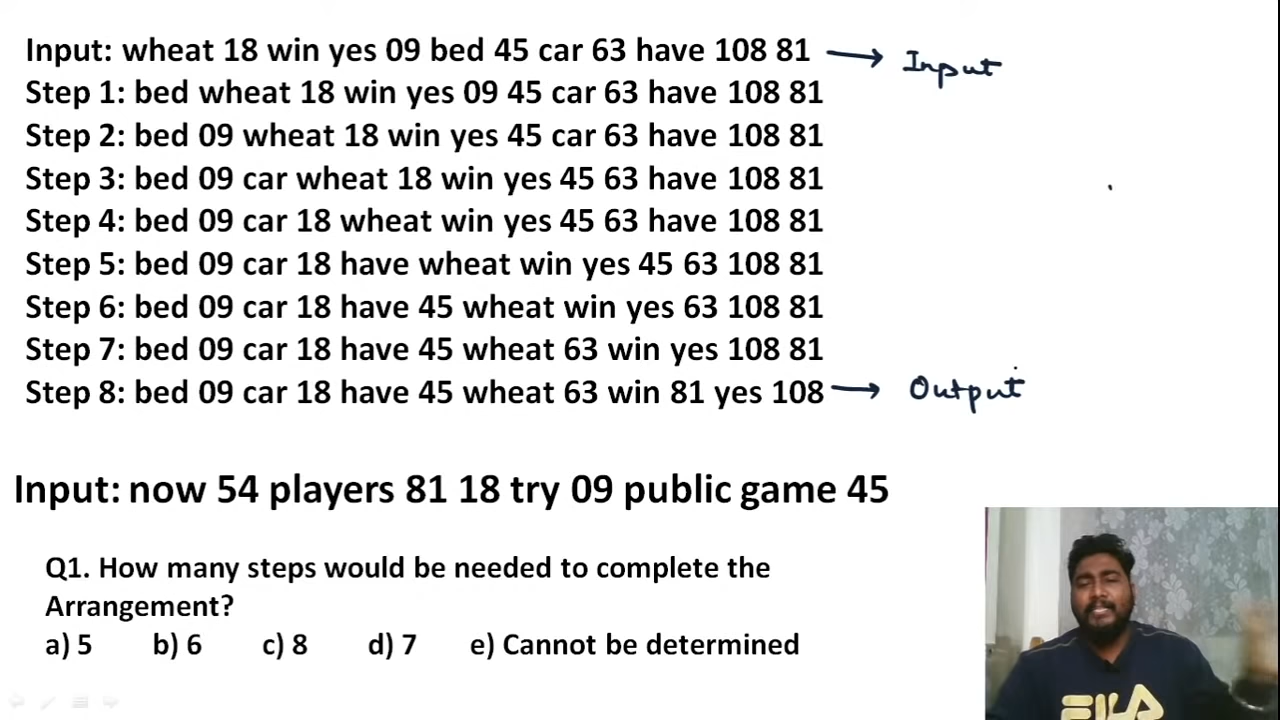 Input: wheat 18 win yes 09 bed 45 car 63 have 108 81 → Input
Step 1: bed wheat 18 win yes 09 45 car 63 have 108 81
Step 2: bed 09 wheat 18 win yes 45 car 63 have 108 81
Step 3: bed 09 car wheat 18 win yes 45 63 have 108 81
Step 4: bed 09 car 18 wheat win yes 45 63 have 108 81
Step 5: bed 09 car 18 have wheat win yes 45 63 108 81
Step 6: bed 09 car 18 have 45 wheat win yes 63 108 81
Step 7: bed 09 car 18 have 45 wheat 63 win yes 108 81
Step 8: bed 09 car 18 have 45 wheat 63 win 81 yes 108 → Output
Input: now 54 players 81 18 try 09 public game 45
Q1. How many steps would be needed to complete the
Arrangement?
a) 5 b) 6 c) 8 d) 7 e) Cannot be determined
FILA